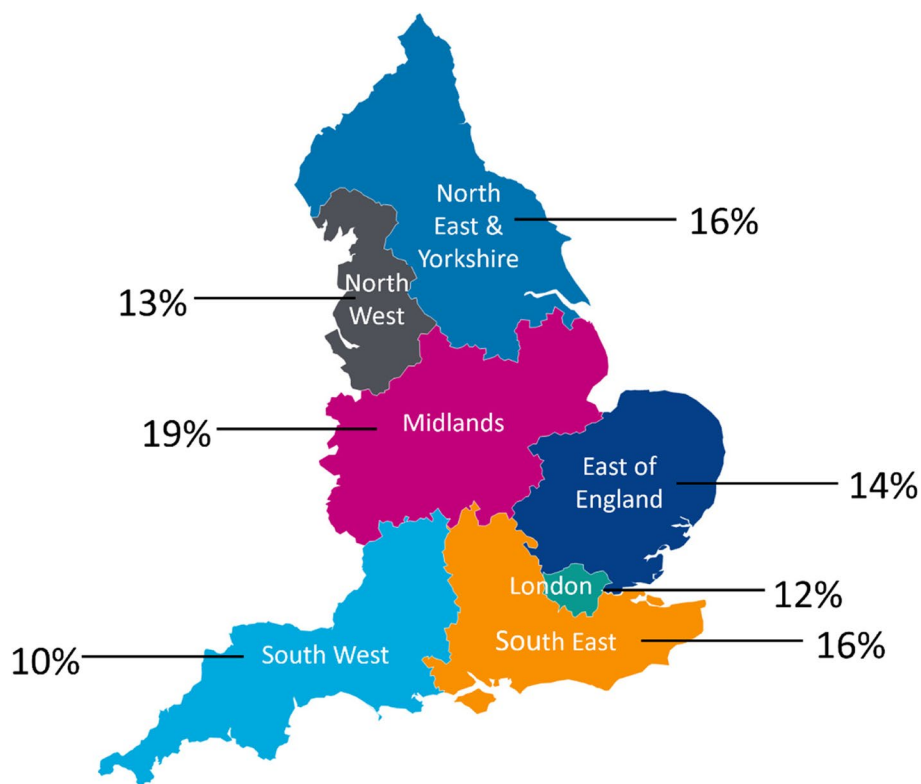 North
East &
Yorkshire
16%
North
West
13%
Midlands
19%
East of
England
14%
London
12%
South East
16%
South West
10%